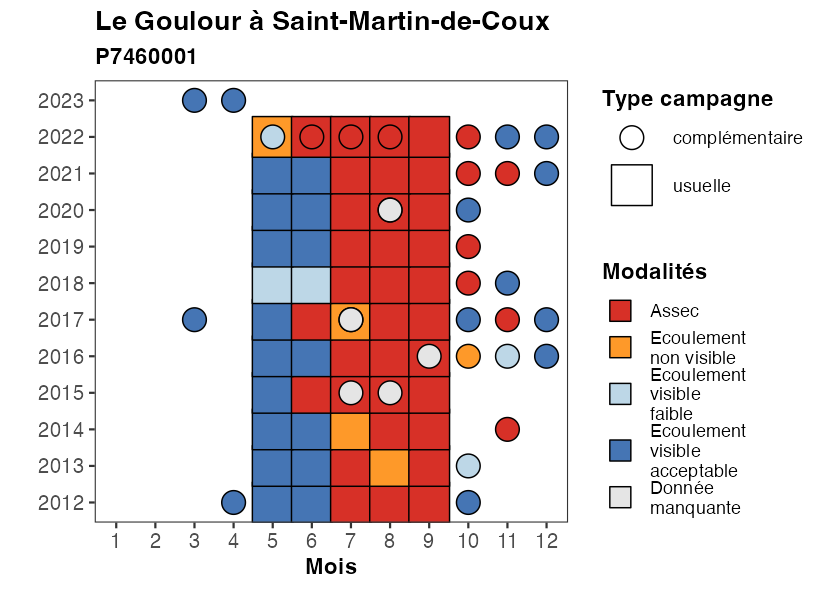 Le Goulour à Saint-Martin-de-Coux
P7460001
2023
2022
2021
2020
2019
2018
2017
2016
2015
2014
2013
2012
1 2 3 4 5 6 7 8 9 10 11 12
Mois
Type campagne
complémentaire
usuelle
Modalités
Assec
Ecoulement
non visible
Ecoulement
visible
faible
Ecoulement
visible
acceptable
Donnée
manquante